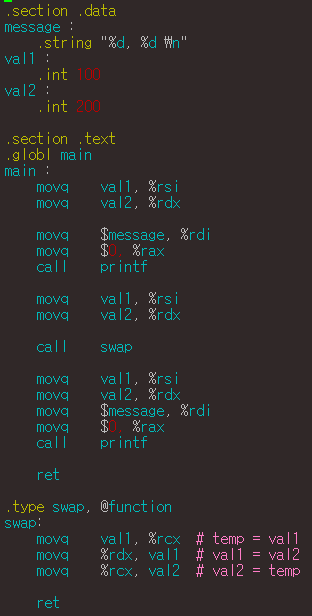 .section .data
message :
.string "%d, %d ₩n"
val1 :
.int 100
val2 :
.int 200
.section .text
.globl main
main :
movq val1, %rsi
movq val2, %rdx
movq $message, %rdi
movq $0, %rax
call printf
movq val1, %rsi
movq val2, %rdx
call swap
movq val1, %rsi
movq val2, %rdx
movq $message, %rdi
movq $0, %rax
call printf
ret
.type swap, @function
swap:
movq val1, %rcx # temp = val1
movq %rdx, val1 # val1 = val2
movq %rcx, val2 # val2 = temp
ret